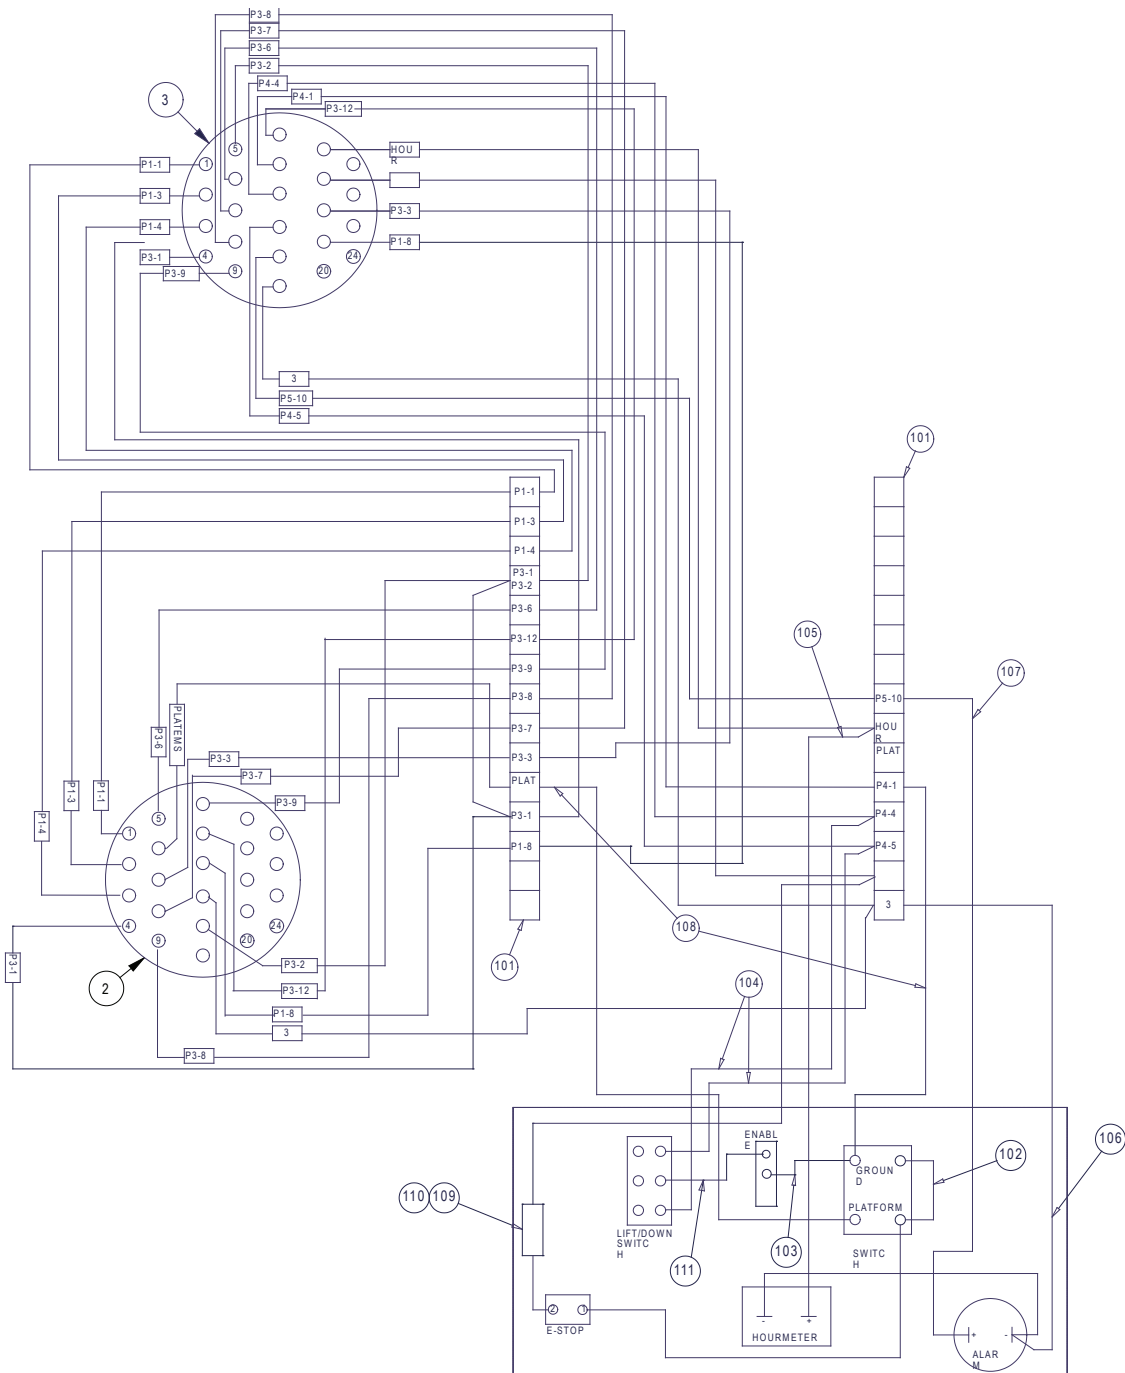 P3-8
P3-7
P3-6
P3-2
P4-4
P4-1
P3-12
3
5
HOU
R
1
P1-1
P1-3
P3-3
P1-4
P1-8
P3-1
4
24
P3-9
9
20
3
P5-10
P4-5
101
P1-1
P1-3
P1-4
P3-1
P3-2
P3-6
105
P3-12
P3-9
107
P3-8
P5-10
PLATEMS
P3-6
P3-7
HOU
R
P3-3
P3-3
PLAT
P3-7
P1-3
P1-1
PLAT
P4-1
P3-9
P1-4
5
P3-1
P4-4
1
P1-8
P4-5
3
4
24
108
9
20
P3-1
P3-2
101
2
P3-12
104
P1-8
3
P3-8
ENABL
E
106
102
GROUN
D
110
109
PLATFORM
LIFT/DOWN
SWITC
H
103
SWITC
H
111
2
1
E-STOP
-
+
HOURMETER
+
-
ALAR
M